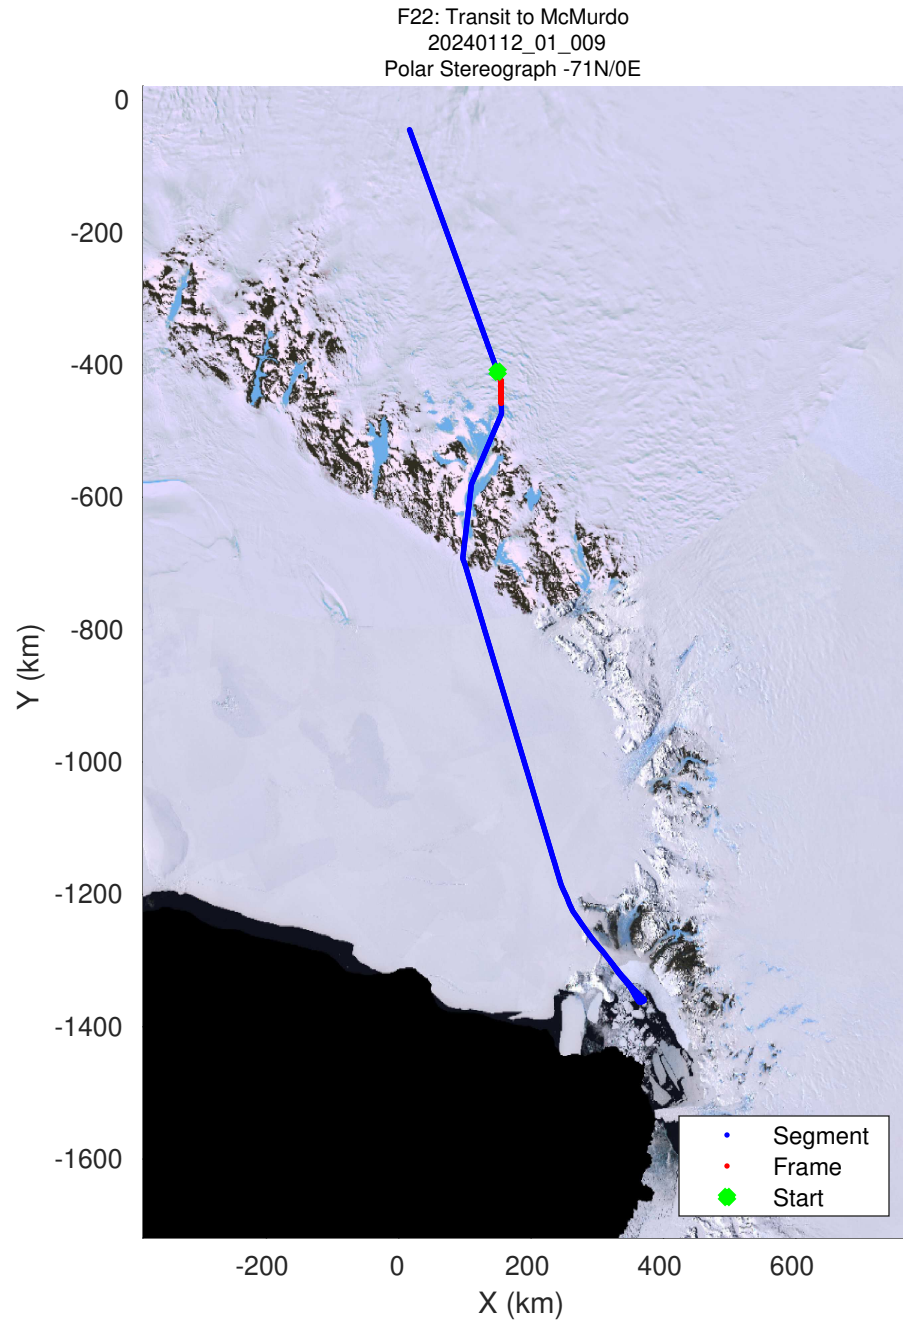 F22: Transit to McMurdo
20240112_01_009
Polar Stereograph -71N/0E
0
-200
-400
-600
-800
-1000
-1200
-1400
-1600
Y (km)
-200
0
200
400
600
X (km)
Segment
Frame
Start